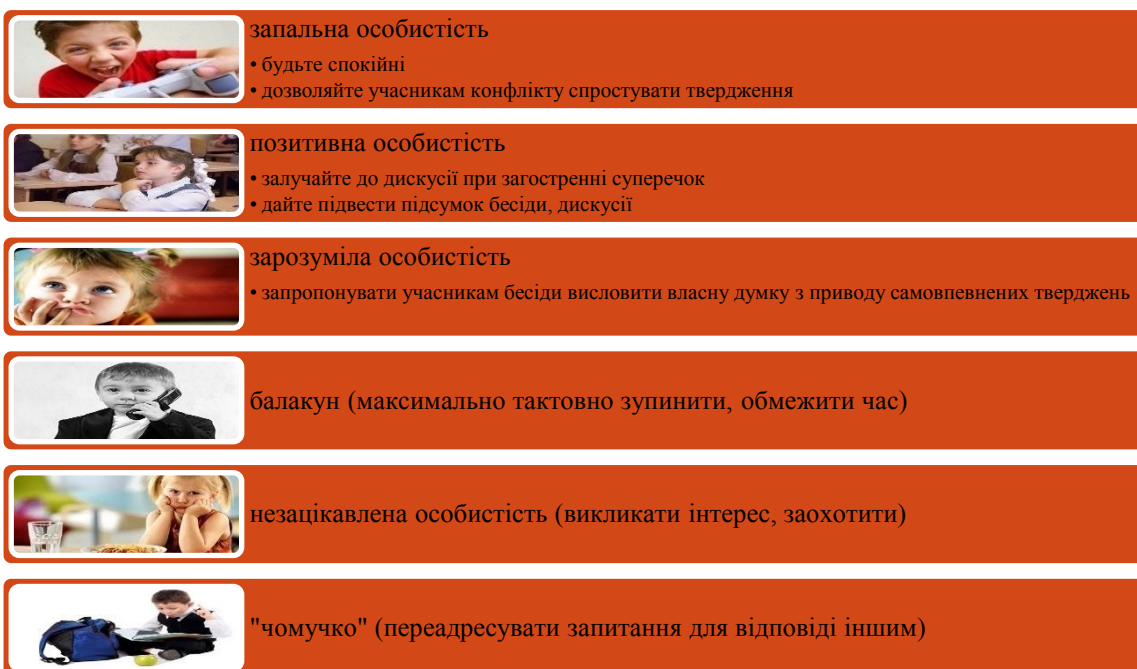 запальна особистість
• будьте спокійні
• дозволяйте учасникам конфлікту спростувати твердження
позитивна особистість
• залучайте до дискусії при загостренні суперечок
• дайте підвести підсумок бесіди, дискусії
зарозуміла особистість
• запропонувати учасникам бесіди висловити власну думку з приводу самовпевнених тверджень
балакун (максимально тактовно зупинити, обмежити час)
незацікавлена особистість (викликати інтерес, заохотити)
"чомучко" (переадресувати запитання для відповіді іншим)